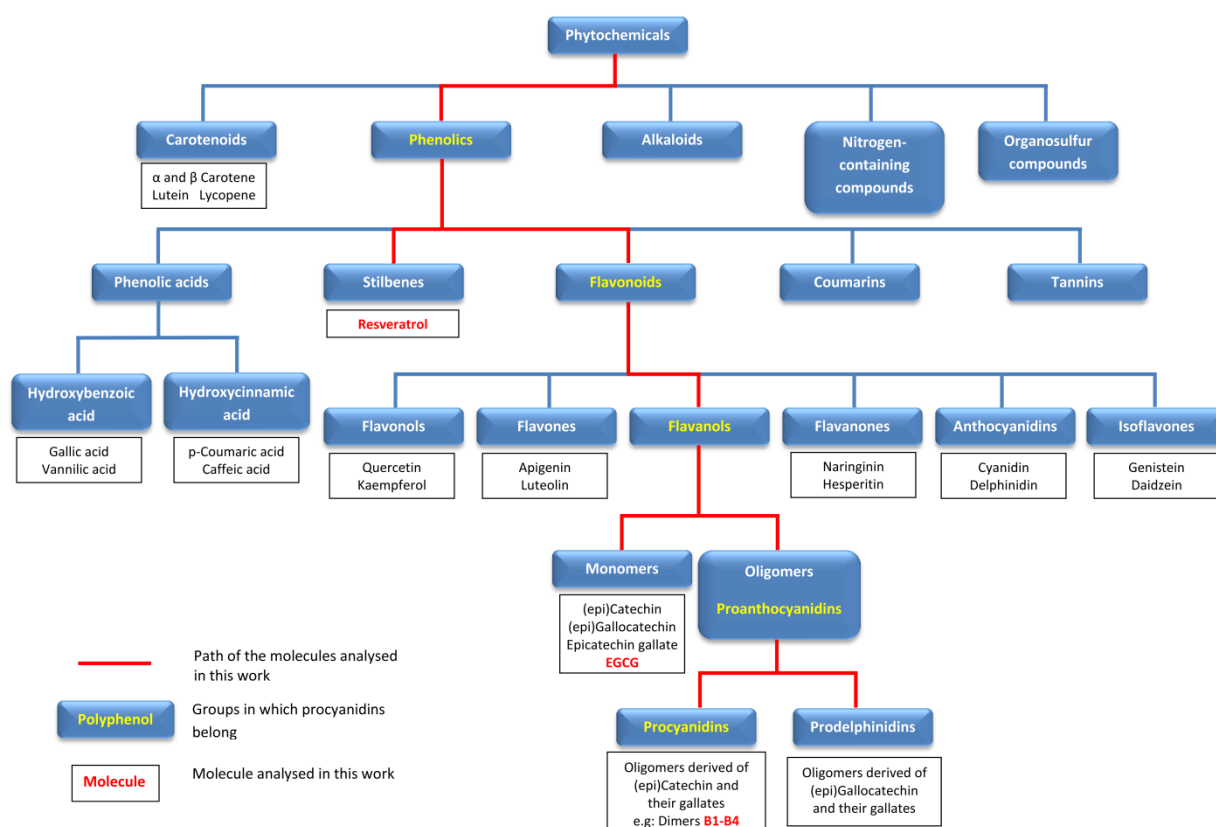 Phytochemicals
Carotenoids
Phenolics
Alkaloids
Nitrogen-
containing
compounds
Organosulfur
compounds
α and β Carotene
Lutein Lycopene
Phenolic acids
Stilbenes
Flavonoids
Coumarins
Tannins
Resveratrol
Hydroxybenzoic
acid
Hydroxycinnamic
acid
Gallic acid
Vannilic acid
p-Coumaric acid
Caffeic acid
Flavonols
Flavones
Flavanols
Flavanones
Anthocyanidins
Isoflavones
Quercetin
Kaempferol
Apigenin
Luteolin
Naringinin
Hesperitin
Cyanidin
Delphinidin
Genistein
Daidzein
Monomers
Oligomers
Proanthocyanidins
(epi)Catechin
(epi)Gallocatechin
Epicatechin gallate
EGCG
Procyanidins
Prodelphinidins
Oligomers derived of
(epi)Catechin and
their gallates
e.g: Dimers B1-B4
Oligomers derived of
(epi)Gallocatechin
and their gallates
Path of the molecules analysed
in this work
Polyphenol
Groups in which procyanidins
belong
Molecule
Molecule analysed in this work